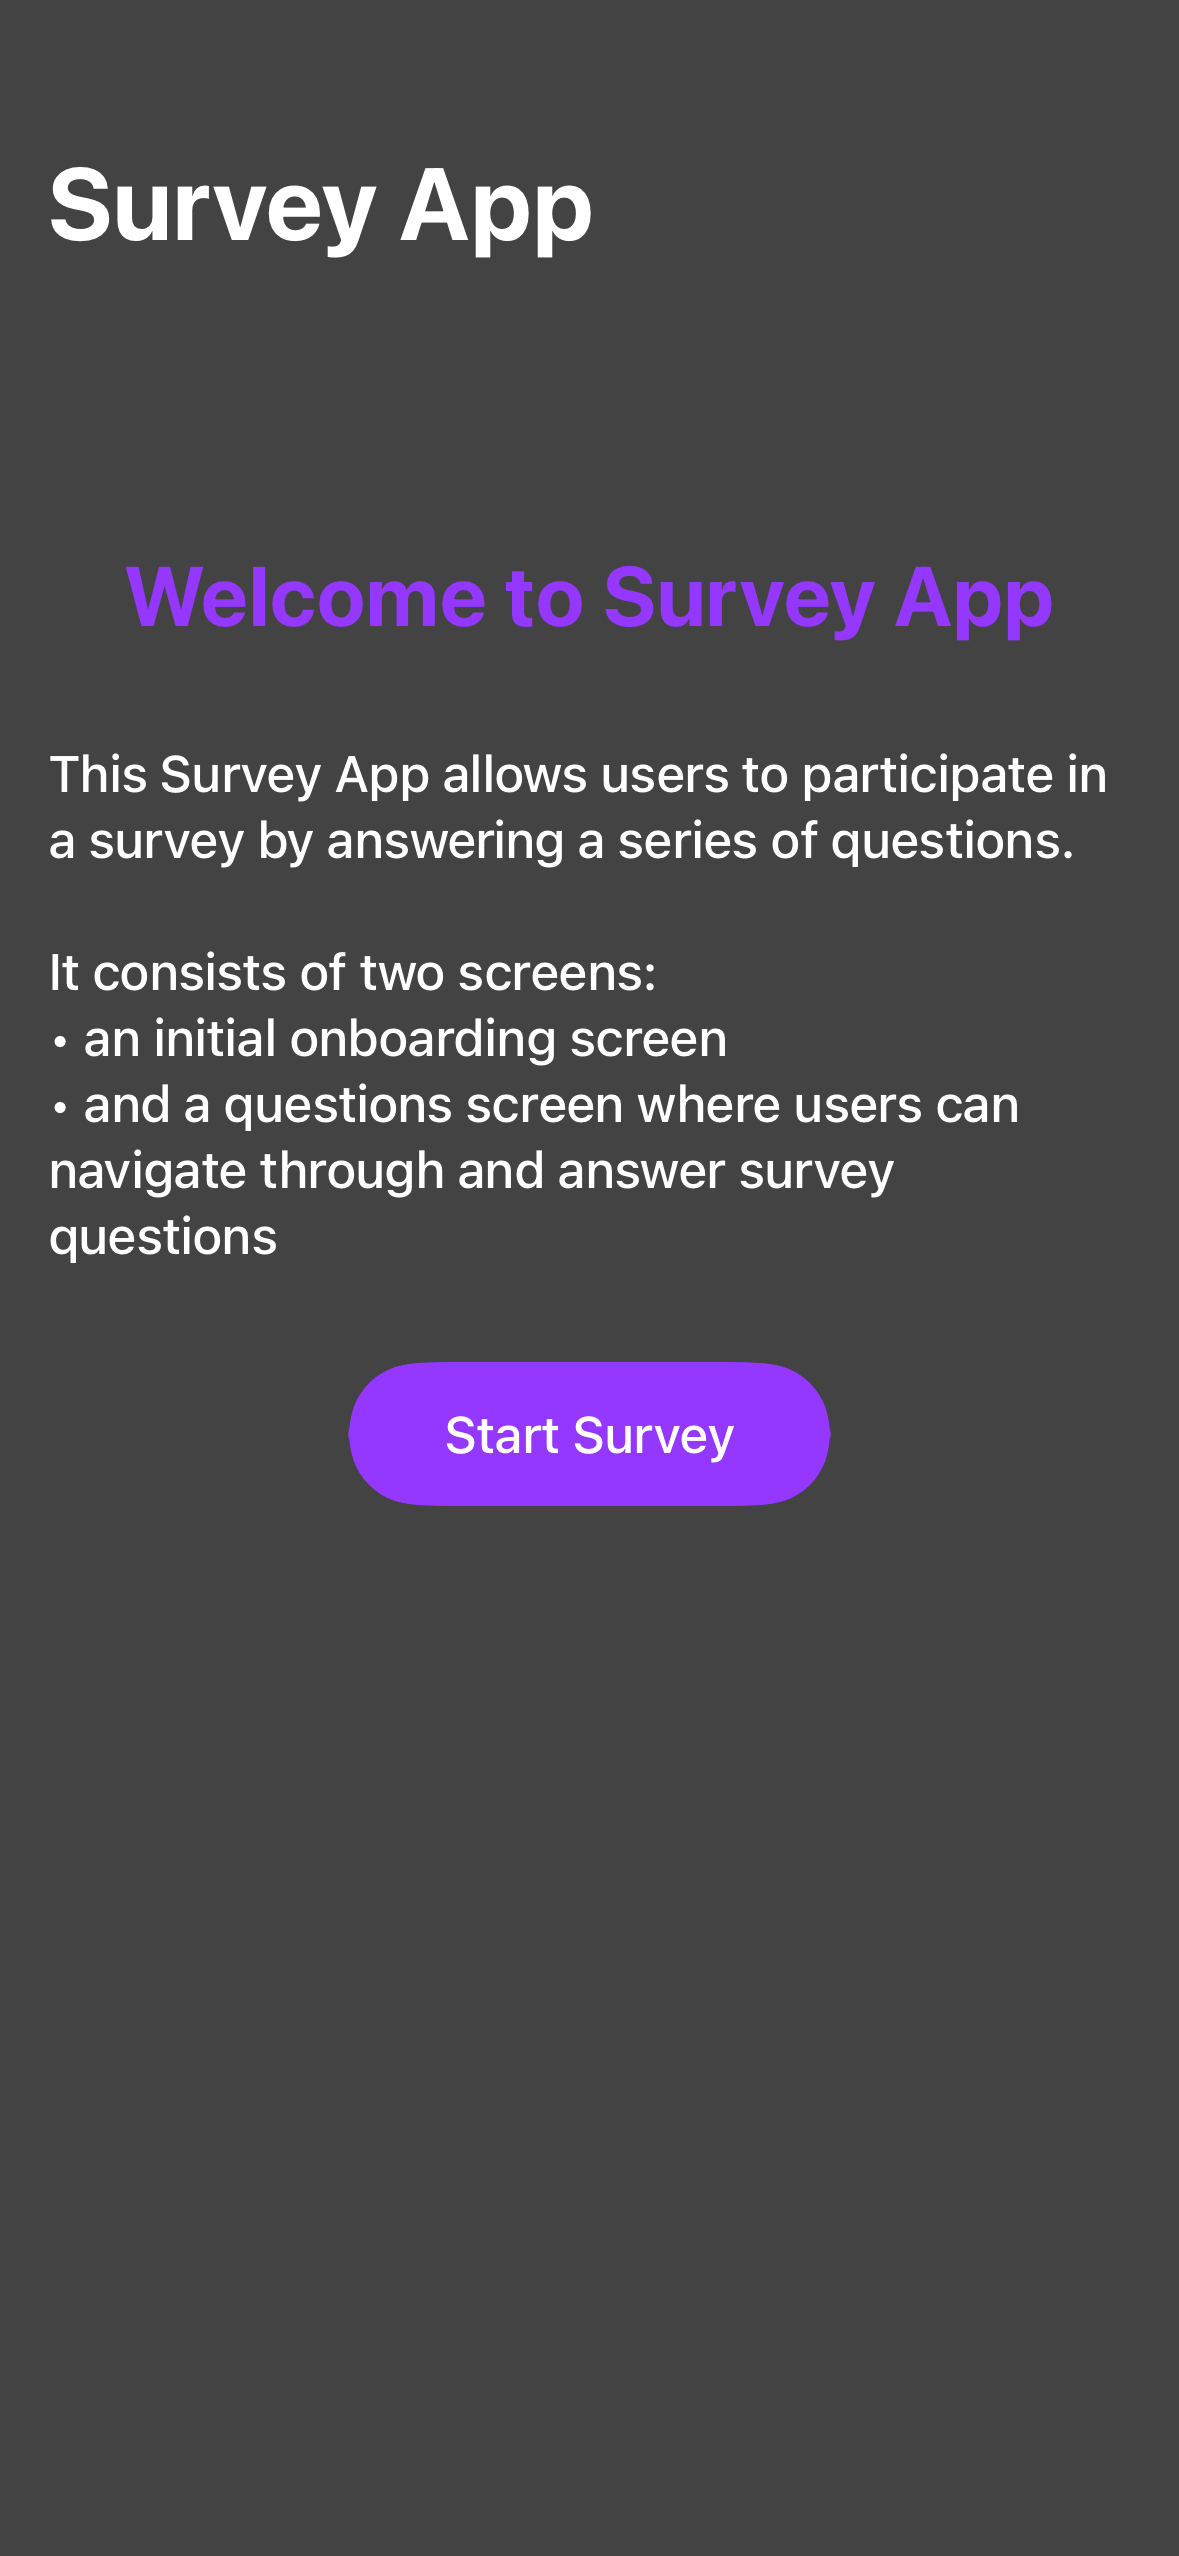 Survey App
Welcome to Survey App
This Survey App allows users to participate in
a survey by answering a series of questions.
It consists of two screens:
• an initial onboarding screen
• and a questions screen where users can
navigate through and answer survey
questions
Start Survey